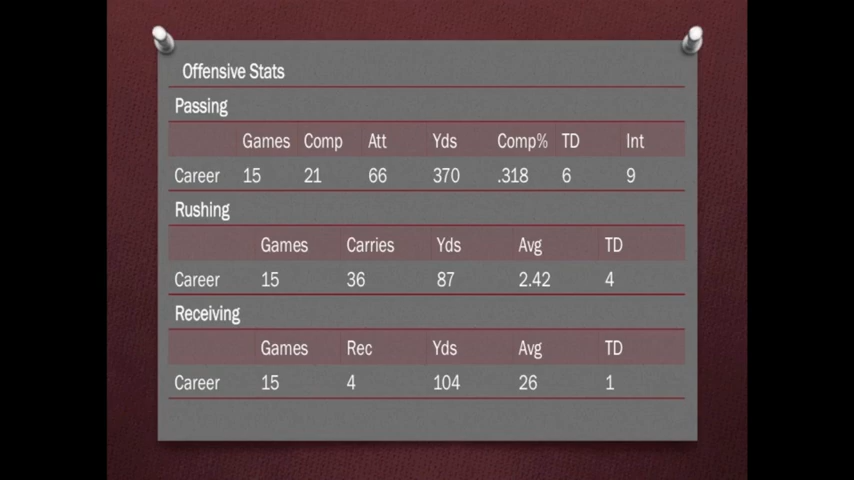 Offensive Stats
Passing
Games Comp Att Yds Comp% TD Int
Career 15 21 66 370 .318 6 9
Rushing
Games Carries Yds Avg TD
Career 15 36 87 2.42 4
Receiving
Games Rec Yds Avg TD
Career 15 4 104 26 1